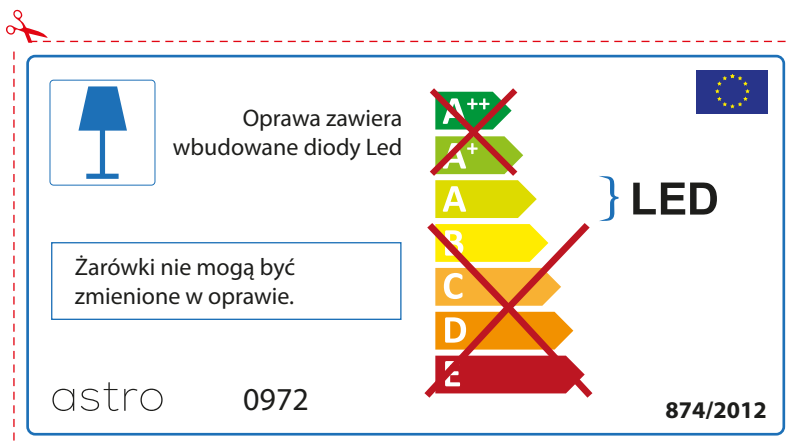 Oprawa zawiera
wbudowane diody Led
A++
A+
A
B
C
D
E
LED
Żarówki nie mogą być
zmienione w oprawie.
astro
0972
874/2012